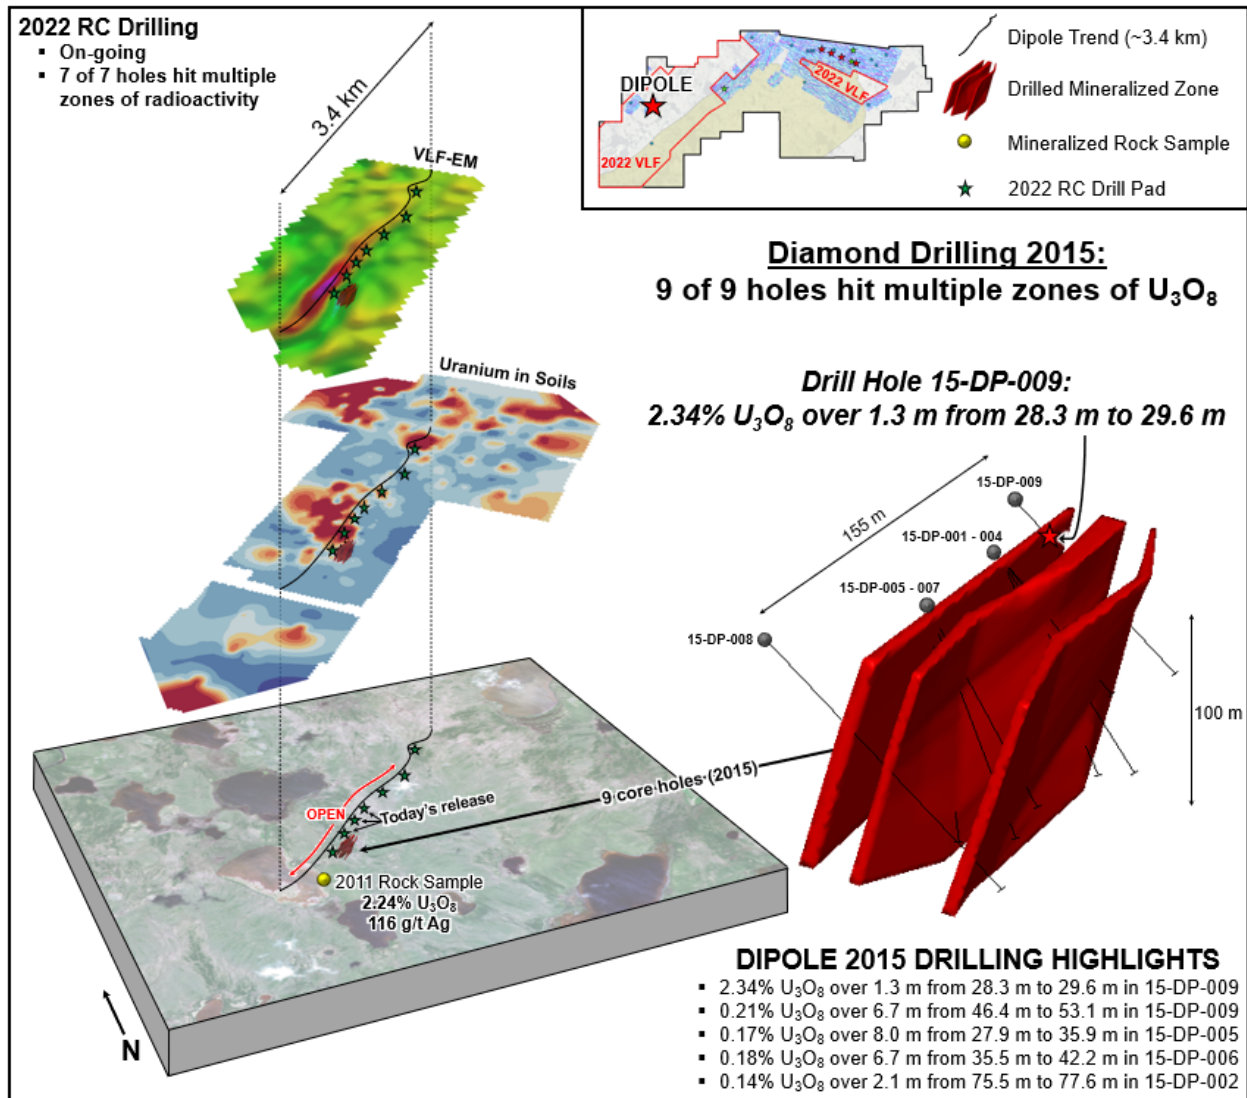 2022 RC Drilling
▪ On-going
▪ 7 of 7 holes hit multiple
zones of radioactivity
3.4 km
VLF-EM
Uranium in Soils
DIPOLE
2022 VLF
2022 VLF
Dipole Trend (~3.4 km)
Drilled Mineralized Zone
Mineralized Rock Sample
2022 RC Drill Pad
Diamond Drilling 2015:
9 of 9 holes hit multiple zones of U₃O₈
Drill Hole 15-DP-009:
2.34% U₃O₈ over 1.3 m from 28.3 m to 29.6 m
155 m
15-DP-009
15-DP-001 - 004
15-DP-005 - 007
15-DP-008
100 m
9 core holes (2015)
OPEN
Today's release
2011 Rock Sample
2.24% U₃O₈
116 g/t Ag
N
DIPOLE 2015 DRILLING HIGHLIGHTS
▪ 2.34% U₃O₈ over 1.3 m from 28.3 m to 29.6 m in 15-DP-009
▪ 0.21% U₃O₈ over 6.7 m from 46.4 m to 53.1 m in 15-DP-009
▪ 0.17% U₃O₈ over 8.0 m from 27.9 m to 35.9 m in 15-DP-005
▪ 0.18% U₃O₈ over 6.7 m from 35.5 m to 42.2 m in 15-DP-006
▪ 0.14% U₃O₈ over 2.1 m from 75.5 m to 77.6 m in 15-DP-002